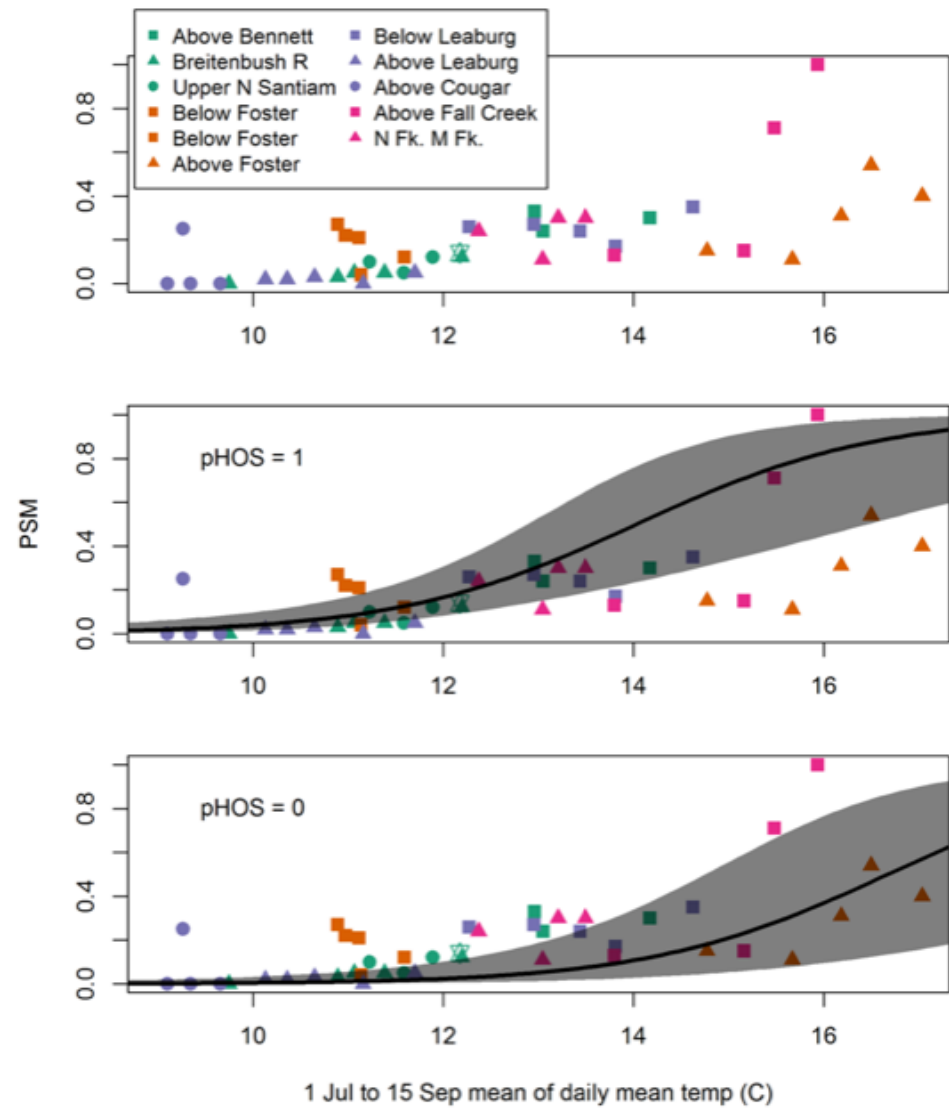 Above Bennett
Breitenbush R
Upper N Santiam
Below Foster
Below Foster
Above Foster
Below Leaburg
Above Leaburg
Above Cougar
Above Fall Creek
N Fk. M Fk.
0.8
0.4
0.0
10 12 14 16
pHOS = 1
0.8
0.4
0.0
PSM
10 12 14 16
pHOS = 0
0.8
0.4
0.0
10 12 14 16
1 Jul to 15 Sep mean of daily mean temp (C)